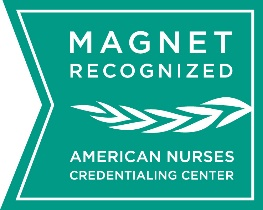 MAGNET
RECOGNIZED
AMERICAN NURSES
CREDENTIALING CENTER